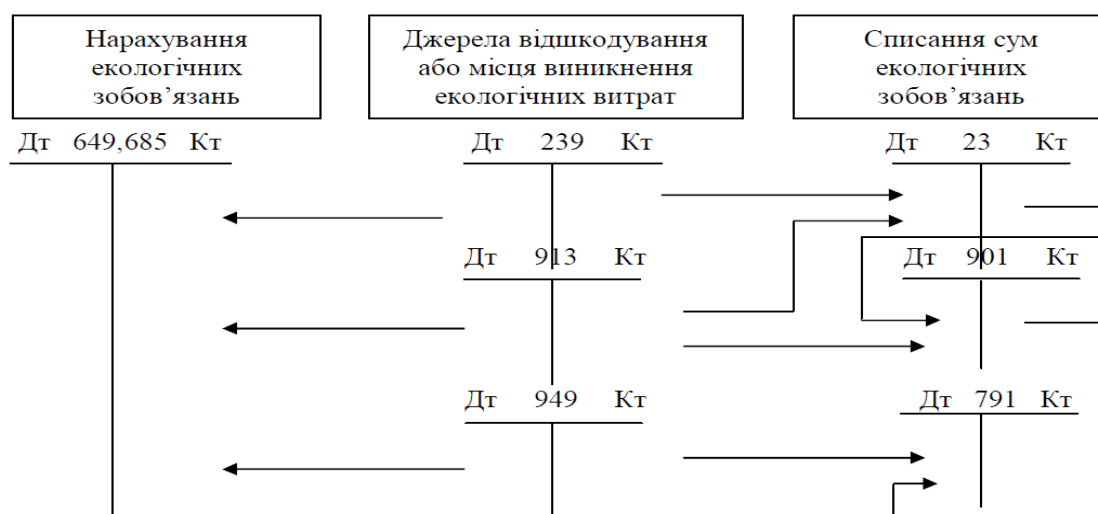 Нарахування
екологічних
зобов’язань
Джерела відшкодування
або місця виникнення
екологічних витрат
Списання сум
екологічних
зобов’язань
Дт 649,685 Кт
Дт 239 Кт
Дт 23 Кт
Дт 913 Кт
Дт 901 Кт
Дт 949 Кт
Дт 791 Кт